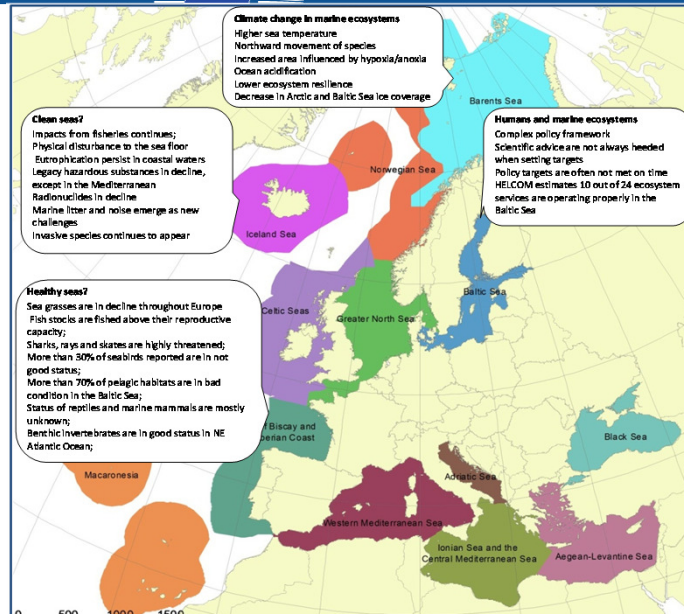 Climate change in marine ecosystems
Higher sea temperature
Northward movement of species
Increased area influenced by hypoxia/anoxia
Ocean acidification
Lower ecosystem resilience
Decrease in Arctic and Baltic Sea ice coverage
Barents Sea
Clean seas?
Impacts from fisheries continues;
Physical disturbance to the sea floor
Eutrophication persist in coastal waters
Legacy hazardous substances in decline,
except in the Mediterranean
Radionuclides in decline
Marine litter and noise emerge as new
challenges
Invasive species continues to appear
Humans and marine ecosystems
Complex policy framework
Scientific advice are not always heeded
when setting targets
Policy targets are often not met on time
HELCOM estimates 10 out of 24 ecosystem
services are operating properly in the
Baltic Sea
Norwegian Sea
Iceland Sea
Healthy seas?
Sea grasses are in decline throughout Europe
Fish stocks are fished above their reproductive
capacity;
Sharks, rays and skates are highly threatened;
More than 30% of seabirds reported are in not
good status;
More than 70% of pelagic habitats are in bad
condition in the Baltic Sea;
Status of reptiles and marine mammals are mostly
unknown;
Benthic invertebrates are in good status in NE
Atlantic Ocean;
Celtic Seas
Greater North Sea
Baltic Sea
Biscay and
Coast
Black Sea
Macaronesia
Adriatic Sea
Western Mediterranean Sea
Ionian Sea and the
Central Mediterranean Sea
Aegean-Levantine Sea
0 500 1000 1500